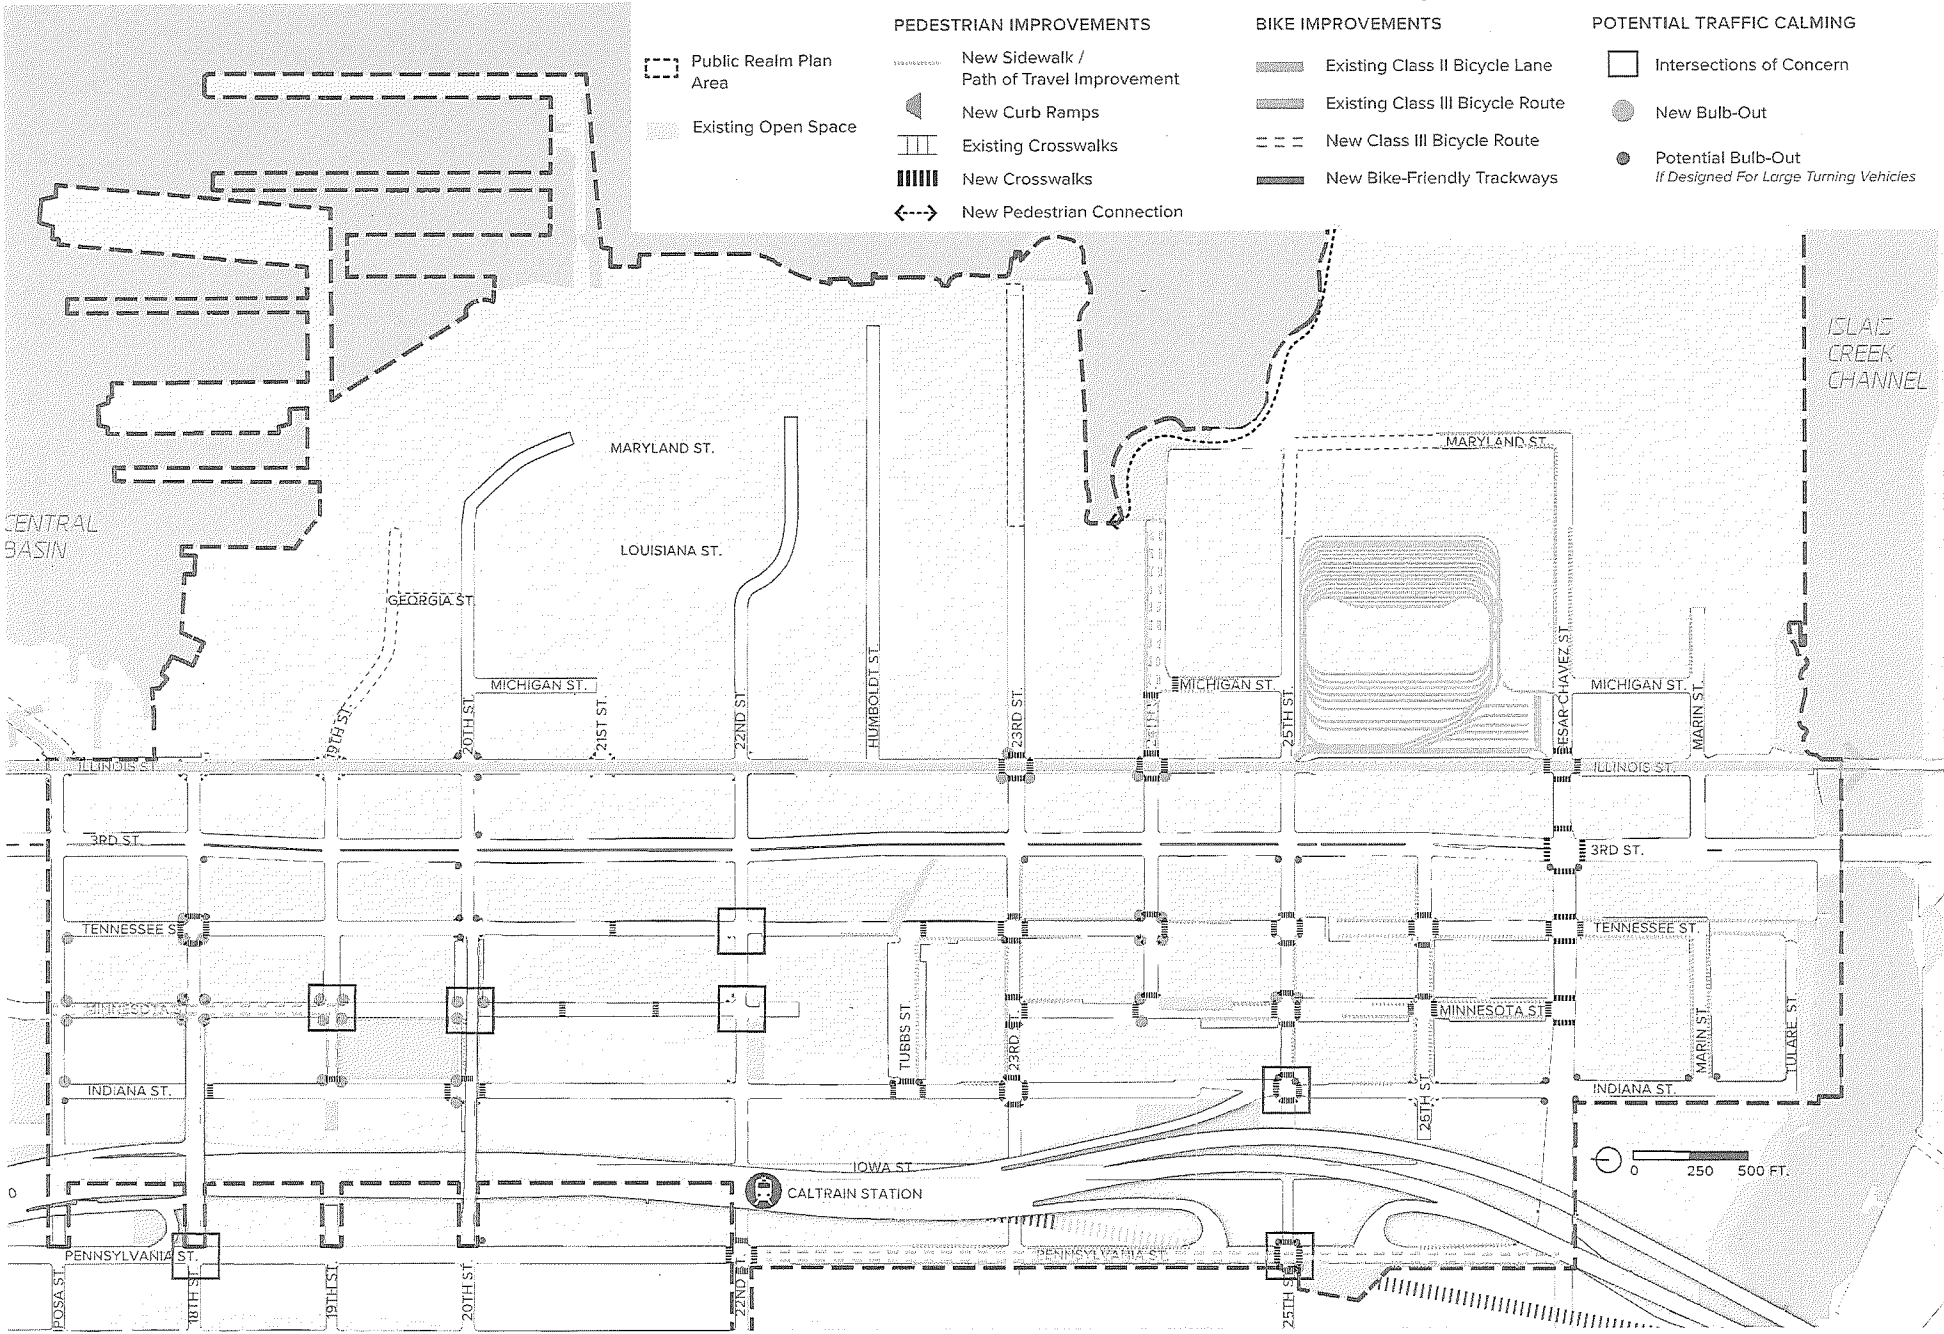 PEDESTRIAN IMPROVEMENTS
BIKE IMPROVEMENTS
POTENTIAL TRAFFIC CALMING
Public Realm Plan
Area
Existing Open Space
New Sidewalk /
Path of Travel Improvement
New Curb Ramps
Existing Crosswalks
New Crosswalks
New Pedestrian Connection
Existing Class II Bicycle Lane
Existing Class III Bicycle Route
New Class III Bicycle Route
New Bike-Friendly Trackways
Intersections of Concern
New Bulb-Out
Potential Bulb-Out
If Designed For Large Turning Vehicles
ISLAIS
CREEK
CHANNEL
MARYLAND ST.
MARYLAND ST.
CENTRAL
BASIN
LOUISIANA ST.
GEORGIA ST.
MICHIGAN ST.
MICHIGAN ST.
MICHIGAN ST.
19TH ST.
20TH ST.
21ST ST.
22ND ST.
HUMBOLDT ST.
23RD ST.
25TH ST.
ESAR CHAVEZ ST.
MARIN ST.
ILLINOIS ST.
ILLINOIS ST.
3RD ST.
3RD ST.
TENNESSEE S
TENNESSEE ST.
MINNESOTA
MINNESOTA ST
TUBBS ST.
23RD
MARIN ST.
TULARE ST.
INDIANA ST.
INDIANA ST.
26TH ST.
IOWA ST.
CALTRAIN STATION
0 250 500 FT.
PENNSYLVANIA ST.
PENNSYLVANIA ST.
POSA ST.
18TH ST.
19TH ST.
20TH ST.
22ND ST.
25TH S